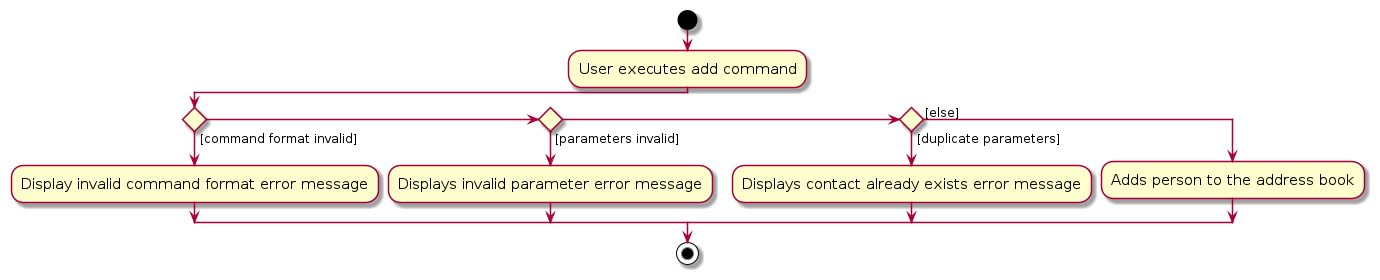 User executes add command
[else]
[command format invalid]
[parameters invalid]
[duplicate parameters]
Display invalid command format error message
Displays invalid parameter error message
Displays contact already exists error message
Adds person to the address book